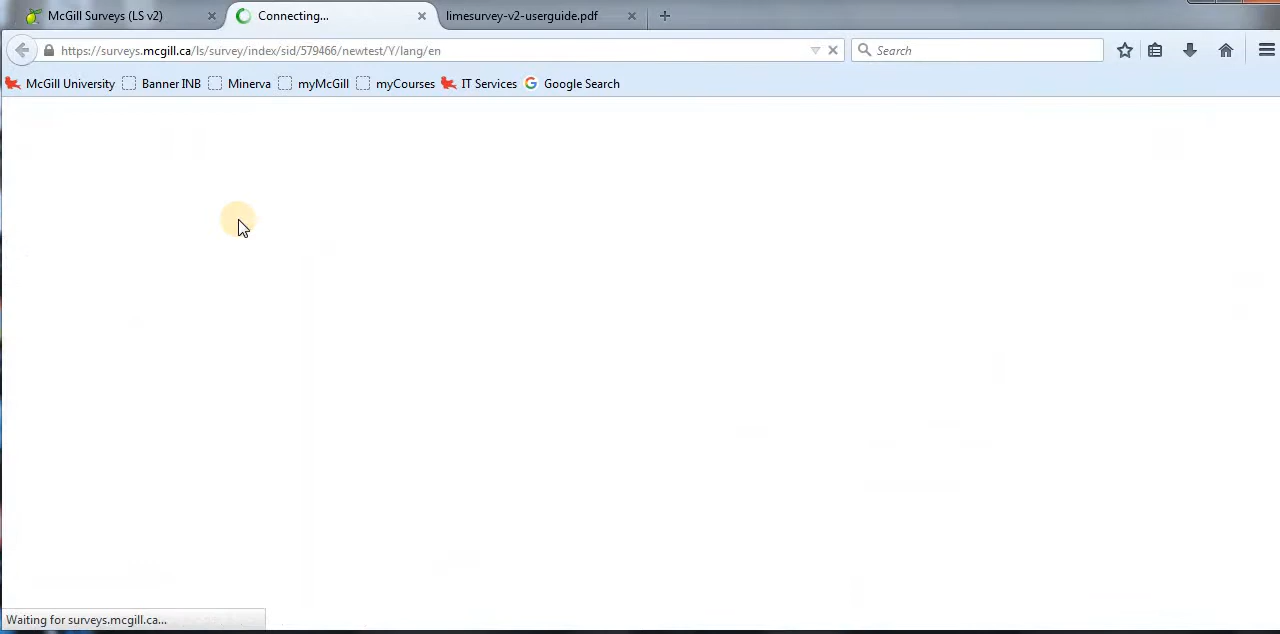 McGill Surveys (LS v2)
Connecting...
limesurvey-v2-userguide.pdf
https://surveys.mcgill.ca/ls/survey/index/sid/579466/newtest/Y/lang/en
Search
McGill University
Banner INB
Minerva
myMcGill
myCourses
IT Services
Google Search
Waiting for surveys.mcgill.ca...